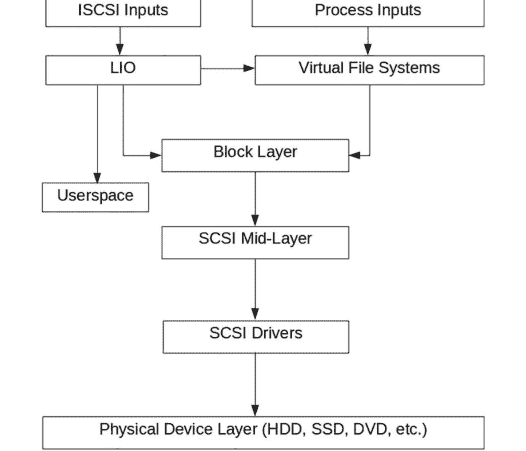 ISCSI Inputs
Process Inputs
LIO
Virtual File Systems
Block Layer
Userspace
SCSI Mid-Layer
SCSI Drivers
Physical Device Layer (HDD, SSD, DVD, etc.)